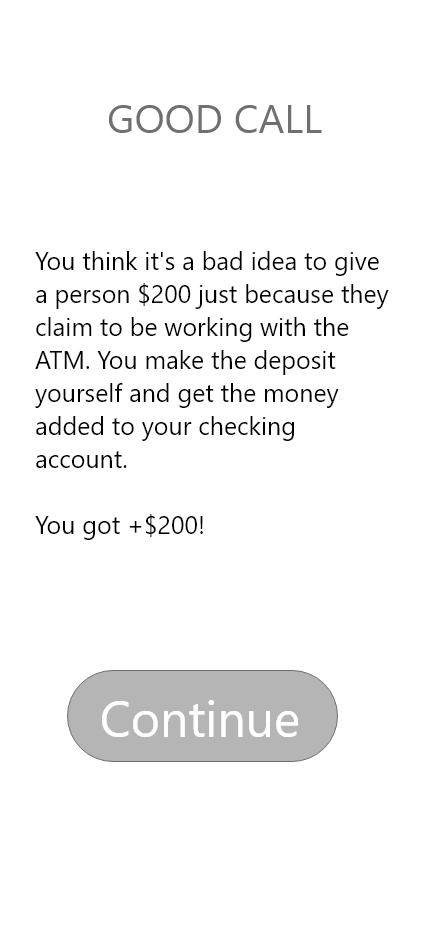 GOOD CALL
You think it's a bad idea to give
a person $200 just because they
claim to be working with the
ATM. You make the deposit
yourself and get the money
added to your checking
account.
You got +$200!
Continue